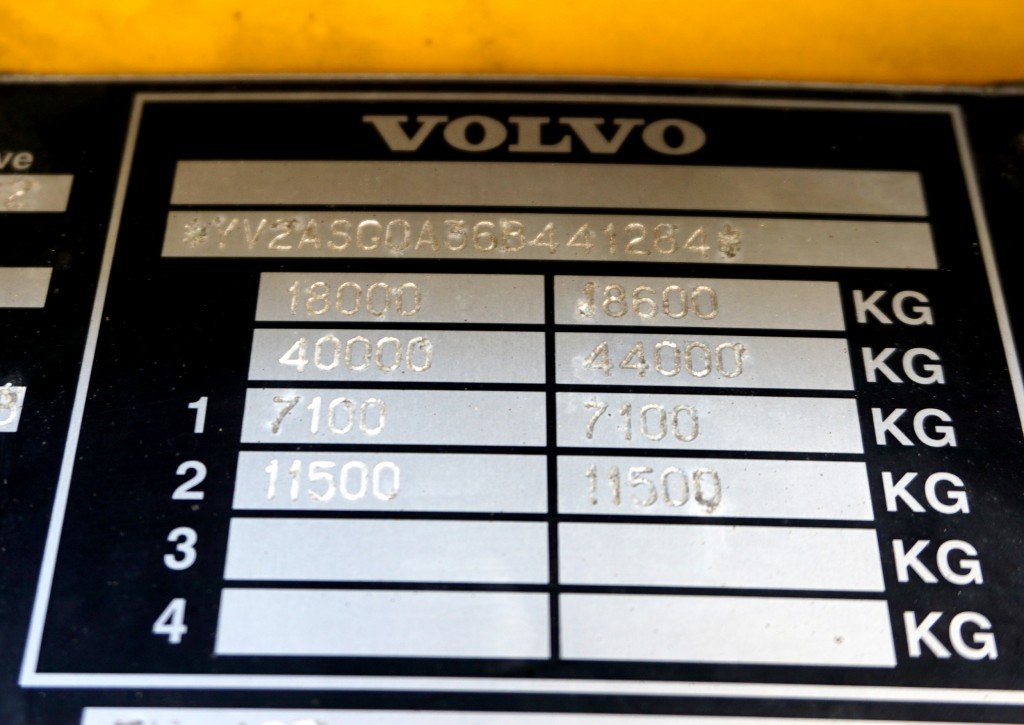 VOLVO
*YV2ASG0A36B441284*
18000 18600 KG
40000 44000 KG
1 7100 7100 KG
2 11500 11500 KG
3 KG
4 KG